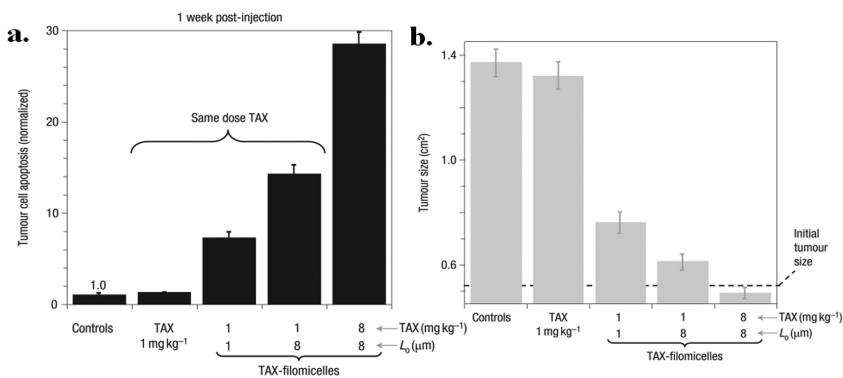 a.
1 week post-injection
Tumour cell apoptosis (normalized)
30
20
10
0
Same dose TAX
1.0
Controls
TAX
1 mg kg⁻¹
1 1 8 TAX (mg kg⁻¹)
1 8 8 L₀ (µm)
TAX-filomicelles
b.
Tumour size (cm²)
1.4
1.0
0.6
Initial
tumour
size
Controls
TAX
1 mg kg⁻¹
1 1 8 TAX (mg kg⁻¹)
1 8 8 L₀ (µm)
TAX-filomicelles